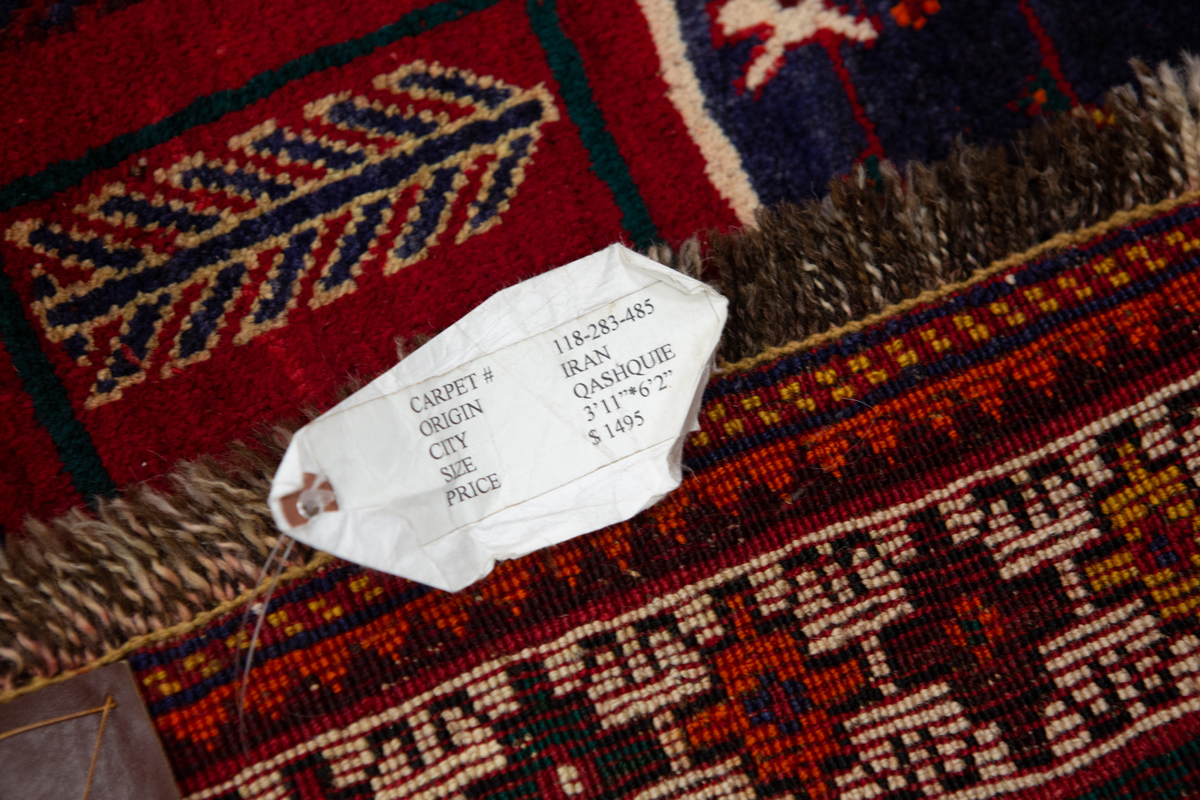 CARPET # 118-283-485
ORIGIN IRAN
CITY QASHQUIE
SIZE 3'11"*6'2"
PRICE $ 1495